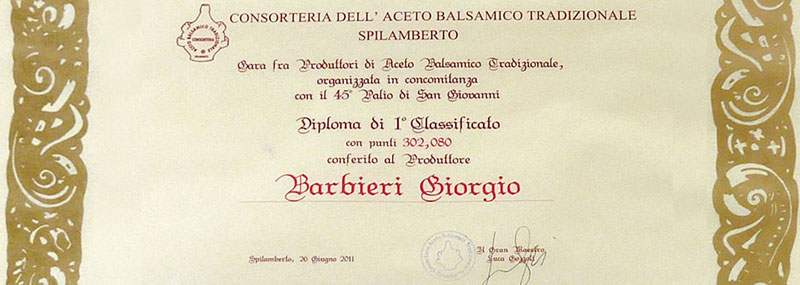 CONSORTERIA DELL' ACETO BALSAMICO TRADIZIONALE
SPILAMBERTO
Gara fra Produttori di Aceto Balsamico Tradizionale,
organizzata in concomitanza
con il 45° Palio di San Giovanni
Diploma di 1° Classificato
con punti 302,080
conferito al Produttore
Barbieri Giorgio
Spilamberto, 26 Giugno 2011
Il Gran Maestro
Luca Gozzoli